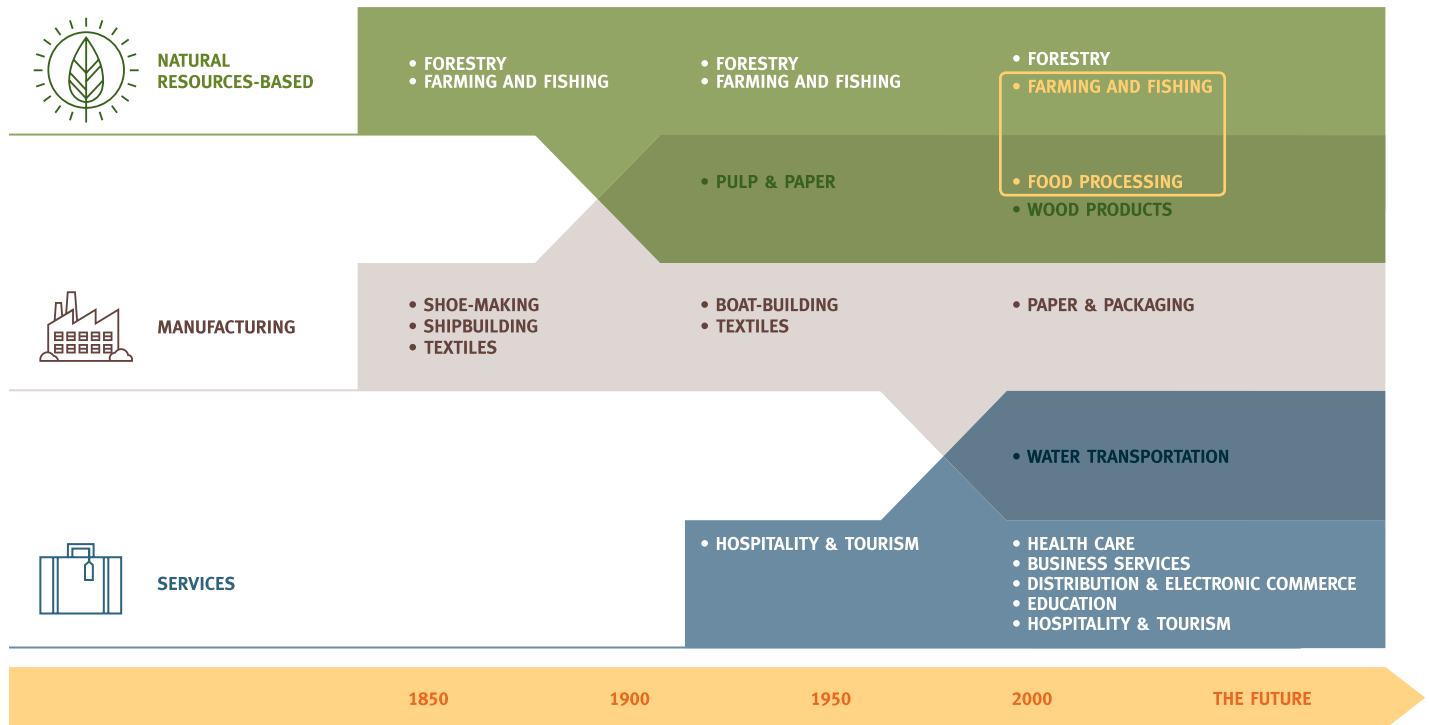 NATURAL
RESOURCES-BASED
• FORESTRY
• FARMING AND FISHING
• FORESTRY
• FARMING AND FISHING
• FORESTRY
• FARMING AND FISHING
• PULP & PAPER
• FOOD PROCESSING
• WOOD PRODUCTS
MANUFACTURING
• SHOE-MAKING
• SHIPBUILDING
• TEXTILES
• BOAT-BUILDING
• TEXTILES
• PAPER & PACKAGING
• WATER TRANSPORTATION
SERVICES
• HOSPITALITY & TOURISM
• HEALTH CARE
• BUSINESS SERVICES
• DISTRIBUTION & ELECTRONIC COMMERCE
• EDUCATION
• HOSPITALITY & TOURISM
1850 1900 1950 2000 THE FUTURE